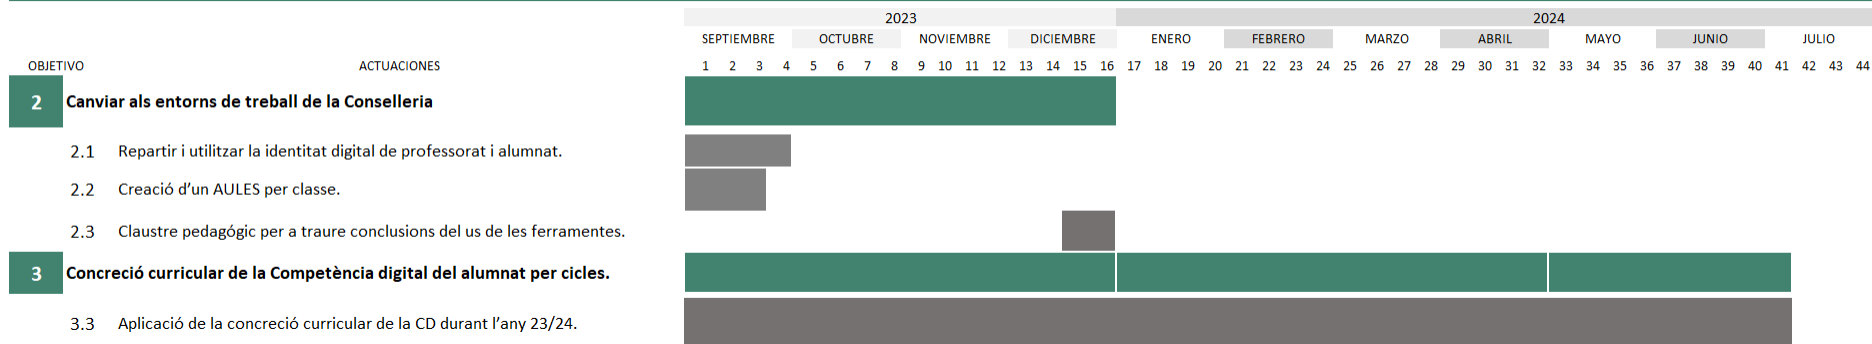 2023 2024
SEPTIEMBRE OCTUBRE NOVIEMBRE DICIEMBRE ENERO FEBRERO MARZO ABRIL MAYO JUNIO JULIO
OBJETIVO ACTUACIONES 1 2 3 4 5 6 7 8 9 10 11 12 13 14 15 16 17 18 19 20 21 22 23 24 25 26 27 28 29 30 31 32 33 34 35 36 37 38 39 40 41 42 43 44
2 Canviar als entorns de treball de la Conselleria
2.1 Repartir i utilitzar la identitat digital de professorat i alumnat.
2.2 Creació d’un AULES per classe.
2.3 Claustre pedagógic per a traure conclusions del us de les ferramentes.
3 Concreció curricular de la Competència digital del alumnat per cicles.
3.3 Aplicació de la concreció curricular de la CD durant l’any 23/24.